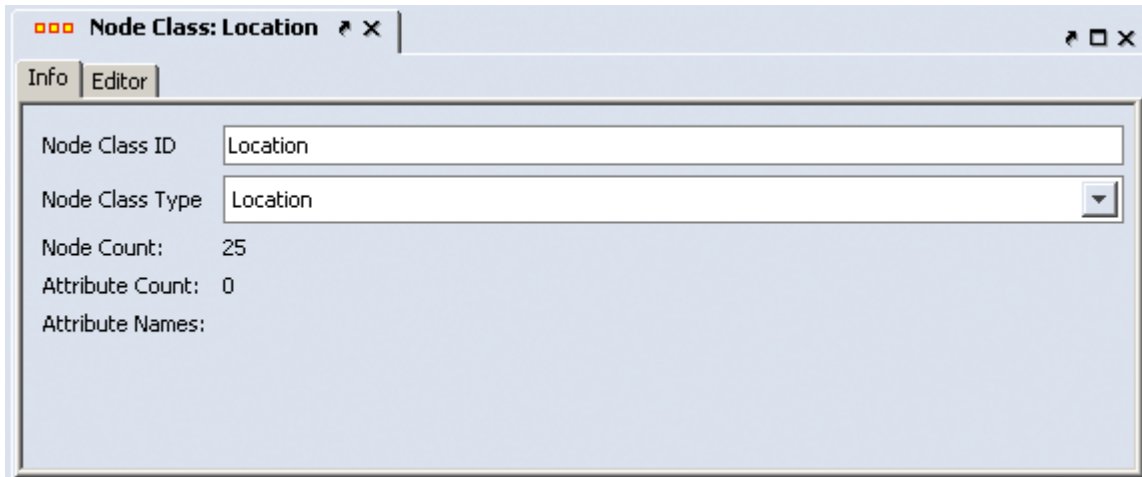 Node Class: Location
Info Editor
Node Class ID Location
Node Class Type Location
Node Count: 25
Attribute Count: 0
Attribute Names: